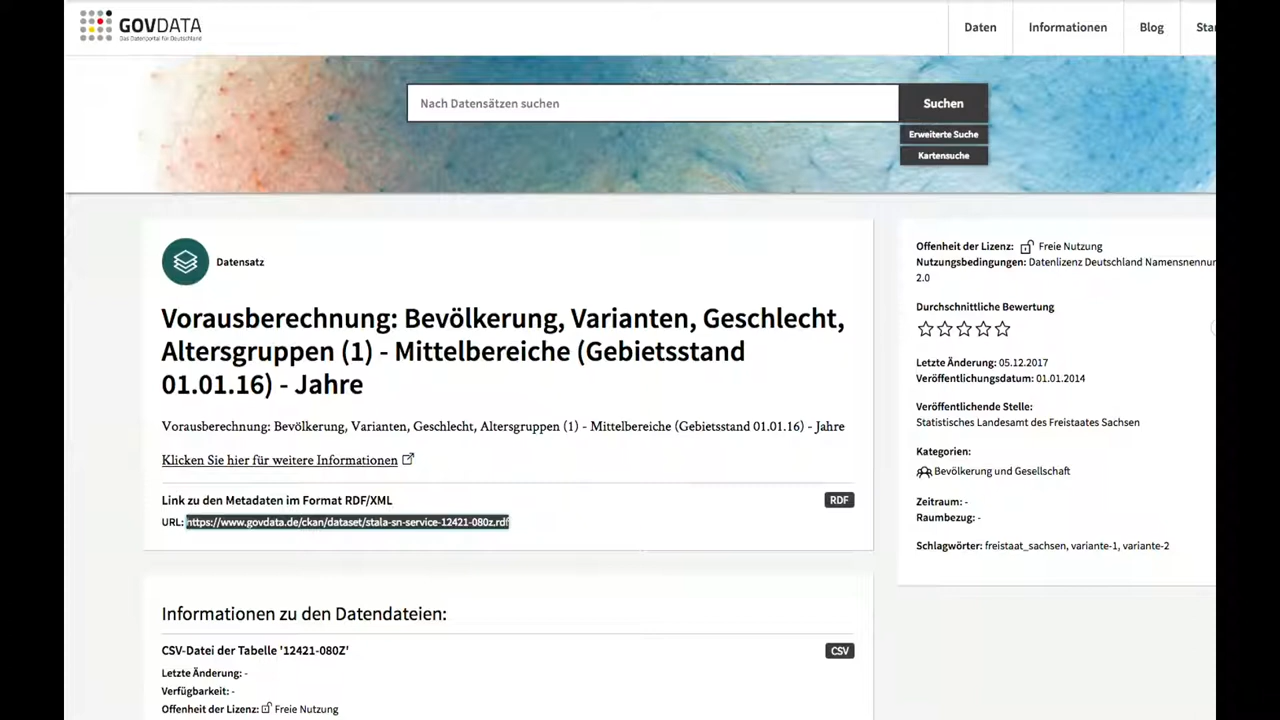 GOVDATA
Das Datenportal für Deutschland
Daten
Informationen
Blog
Nach Datensätzen suchen
Suchen
Erweiterte Suche
Kartensuche
Datensatz
Vorausberechnung: Bevölkerung, Varianten, Geschlecht,
Altersgruppen (1) - Mittelbereiche (Gebietsstand
01.01.16) - Jahre
Vorausberechnung: Bevölkerung, Varianten, Geschlecht, Altersgruppen (1) - Mittelbereiche (Gebietsstand 01.01.16) - Jahre
Klicken Sie hier für weitere Informationen
Link zu den Metadaten im Format RDF/XML
RDF
URL: https://www.govdata.de/ckan/dataset/stala-sn-service-12421-080z.rdf
Informationen zu den Datendateien:
CSV-Datei der Tabelle '12421-080Z'
CSV
Letzte Änderung: -
Verfügbarkeit: -
Offenheit der Lizenz: Freie Nutzung
Offenheit der Lizenz: Freie Nutzung
Nutzungsbedingungen: Datenlizenz Deutschland
2.0
Durchschnittliche Bewertung
Letzte Änderung: 05.12.2017
Veröffentlichungsdatum: 01.01.2014
Veröffentlichende Stelle:
Statistisches Landesamt des Freistaates Sachsen
Kategorien:
Bevölkerung und Gesellschaft
Zeitraum: -
Raumbezug: -
Schlagwörter: freistaat_sachsen, variante-1, variante-2